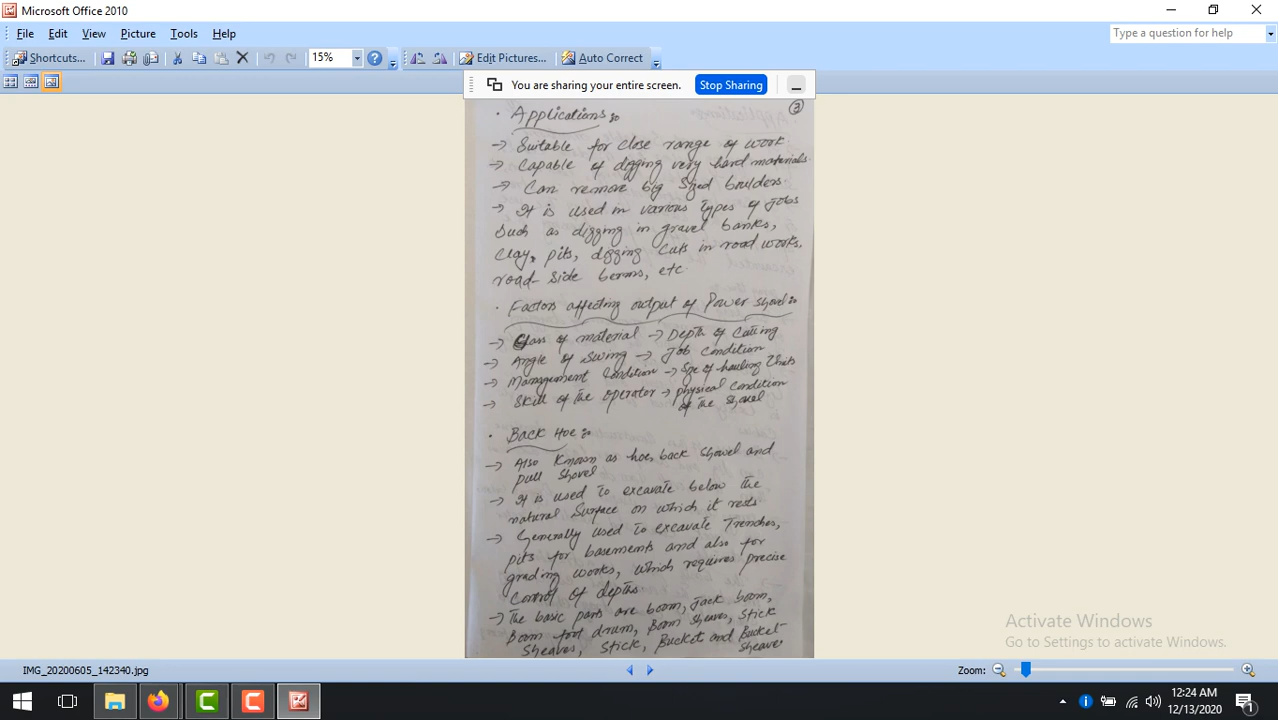 Microsoft Office 2010
File Edit View Picture Tools Help
Type a question for help
Shortcuts... 15% Edit Pictures... Auto Correct
You are sharing your entire screen. Stop Sharing
②
· Applications :-
→ Suitable for close range of work
→ Capable of digging very hard materials
→ Can remove big sized boulders
→ It is used in various types of jobs
Such as digging in gravel banks,
clay, pits, digging cuts in road works,
road-side berms, etc
· Factors affecting output of Power shovel :-
→ Class of material → Depth of Cutting
→ Angle of Swing → Job Condition
→ Management Condition → Size of hauling Units
→ Skill of the operator → physical condition
of the shovel
· Back Hoe :-
→ Also Known as hoe, back shovel and
pull shovel
→ It is used to excavate below the
natural Surface on which it rests
→ Generally used to excavate Trenches,
pits for basements and also for
grading works, which requires precise
Control of depths
→ The basic parts are boom, Jack boom,
Boom foot drum, Boom sheaves, Stick
Sheaves, Stick, Bucket and Bucket
Sheaves
Activate Windows
Go to Settings to activate Windows.
IMG_20200605_142340.jpg
Zoom:
12:24 AM
12/13/2020
1